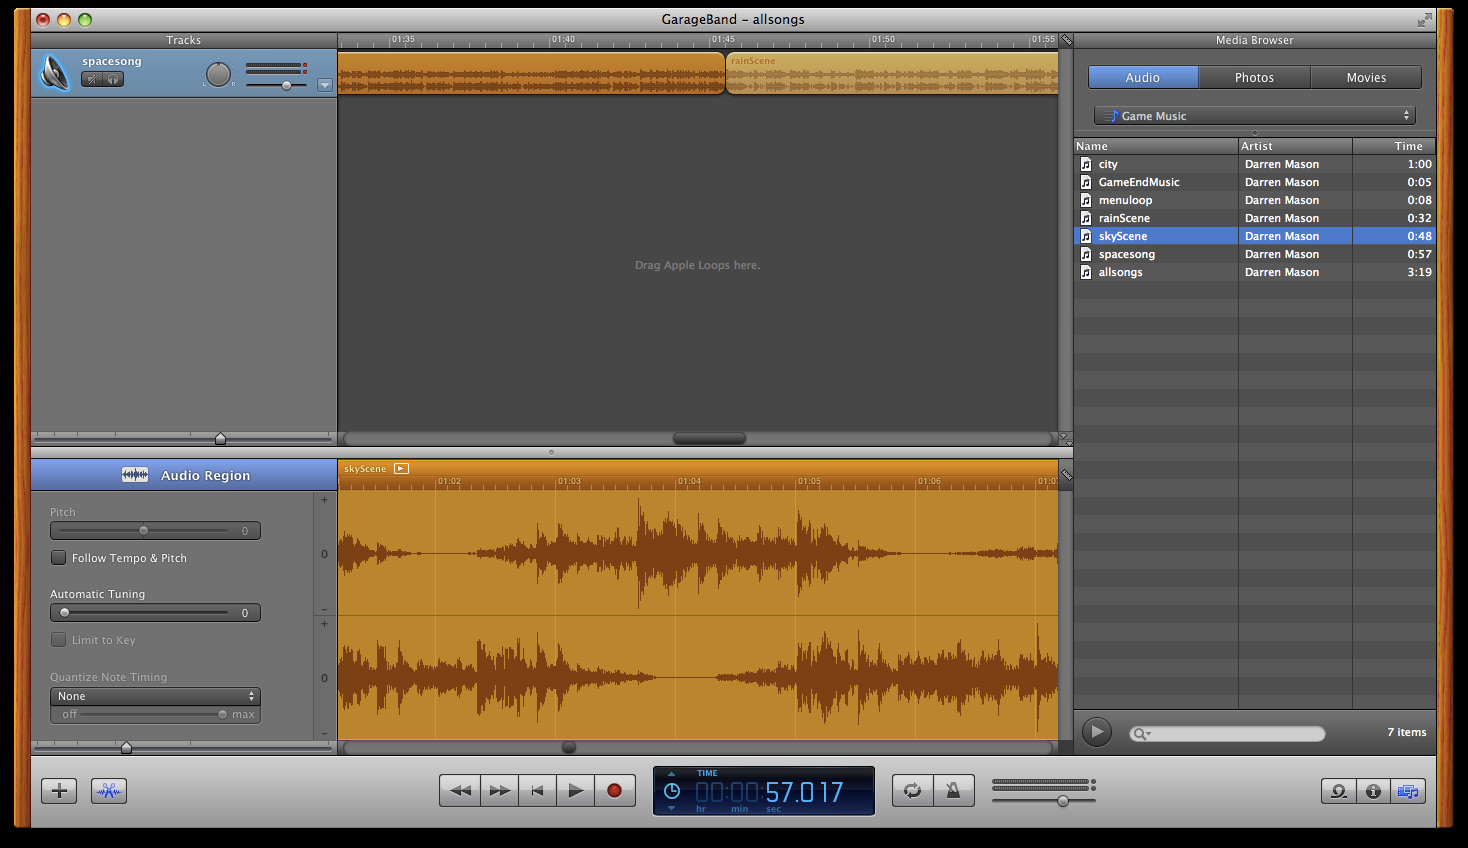 GarageBand – allsongs
Tracks
01:35
01:40
01:45
01:50
01:55
Media Browser
spacesong
L
R
rainScene
Audio
Photos
Movies
Game Music
Name Artist Time
city Darren Mason 1:00
GameEndMusic Darren Mason 0:05
menuloop Darren Mason 0:08
rainScene Darren Mason 0:32
skyScene Darren Mason 0:48
spacesong Darren Mason 0:57
allsongs Darren Mason 3:19
Drag Apple Loops here.
Audio Region
skyScene
01:02
01:03
01:04
01:05
01:06
Pitch
0
Follow Tempo & Pitch
Automatic Tuning
0
Limit to Key
Quantize Note Timing
None
off
max
+
0
–
+
0
–
7 items
TIME
00:00:57.017
hr min sec